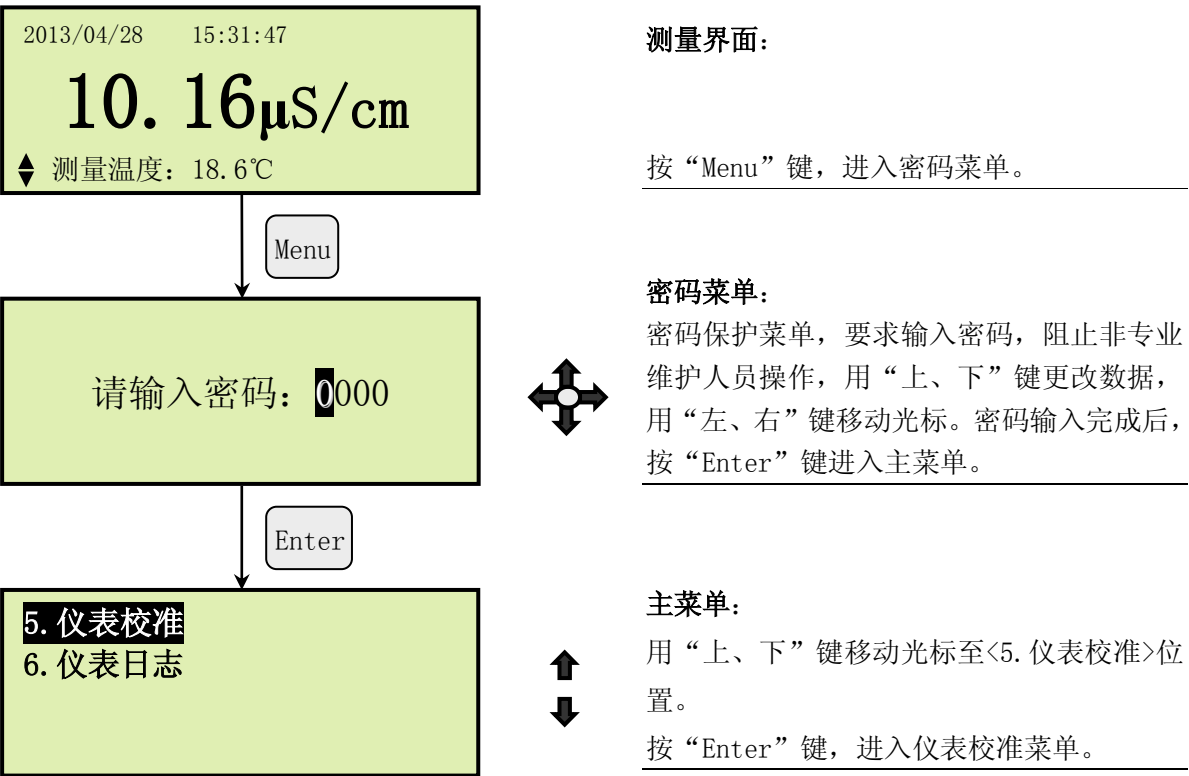 2013/04/28 15:31:47
10.16μS/cm
测量温度：18.6℃
测量界面：
按“Menu”键，进入密码菜单。
Menu
请输入密码：0000
密码菜单：
密码保护菜单，要求输入密码，阻止非专业
维护人员操作，用“上、下”键更改数据，
用“左、右”键移动光标。密码输入完成后，
按“Enter”键进入主菜单。
Enter
5.仪表校准
6.仪表日志
主菜单：
用“上、下”键移动光标至<5.仪表校准>位
置。
按“Enter”键，进入仪表校准菜单。